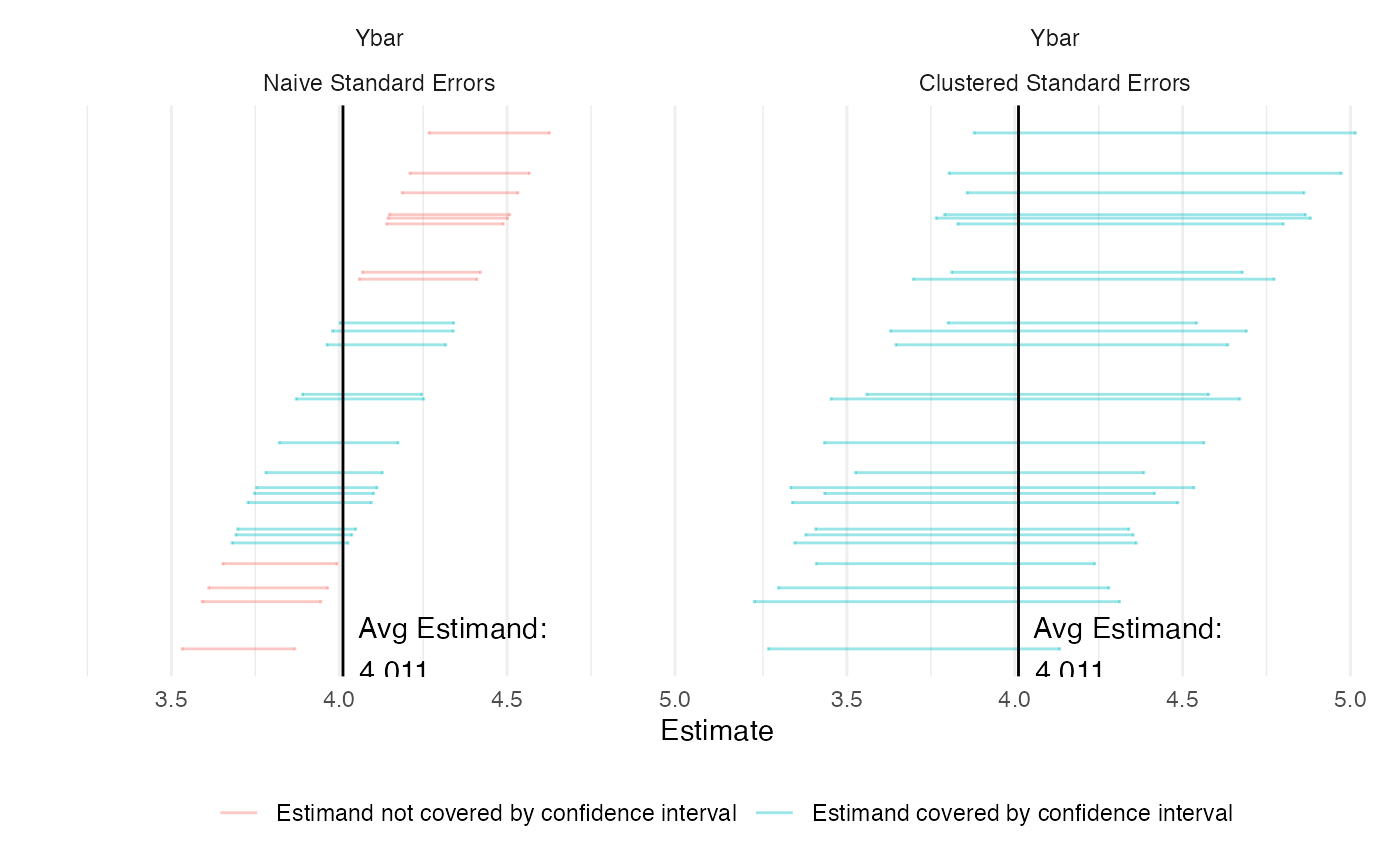 Ybar
Ybar
Naive Standard Errors
Clustered Standard Errors
Avg Estimand:
4.011
Avg Estimand:
4.011
3.5 4.0 4.5 5.0
3.5 4.0 4.5 5.0
Estimate
Estimand not covered by confidence interval
Estimand covered by confidence interval